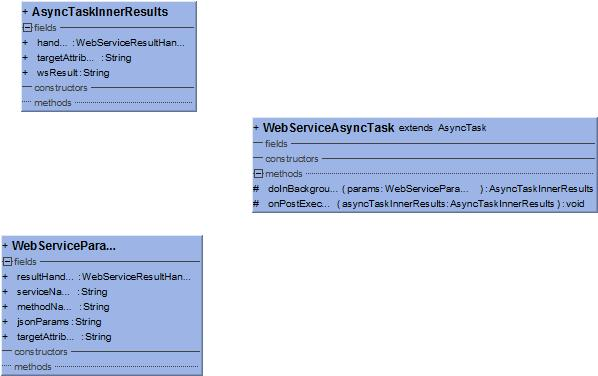 + AsyncTaskInnerResults
fields
+ hand... :WebServiceResultHan...
+ targetAttrib... :String
+ wsResult:String
constructors
methods
+ WebServiceAsyncTask extends AsyncTask
fields
constructors
methods
# doInBackgrou... ( params:WebServicePara... ):AsyncTaskInnerResults
# onPostExec... ( asyncTaskInnerResults:AsyncTaskInnerResults ):void
+ WebServicePara...
fields
+ resultHand... :WebServiceResultHan...
+ serviceNa... :String
+ methodNa... :String
+ jsonParams:String
+ targetAttrib... :String
constructors
methods